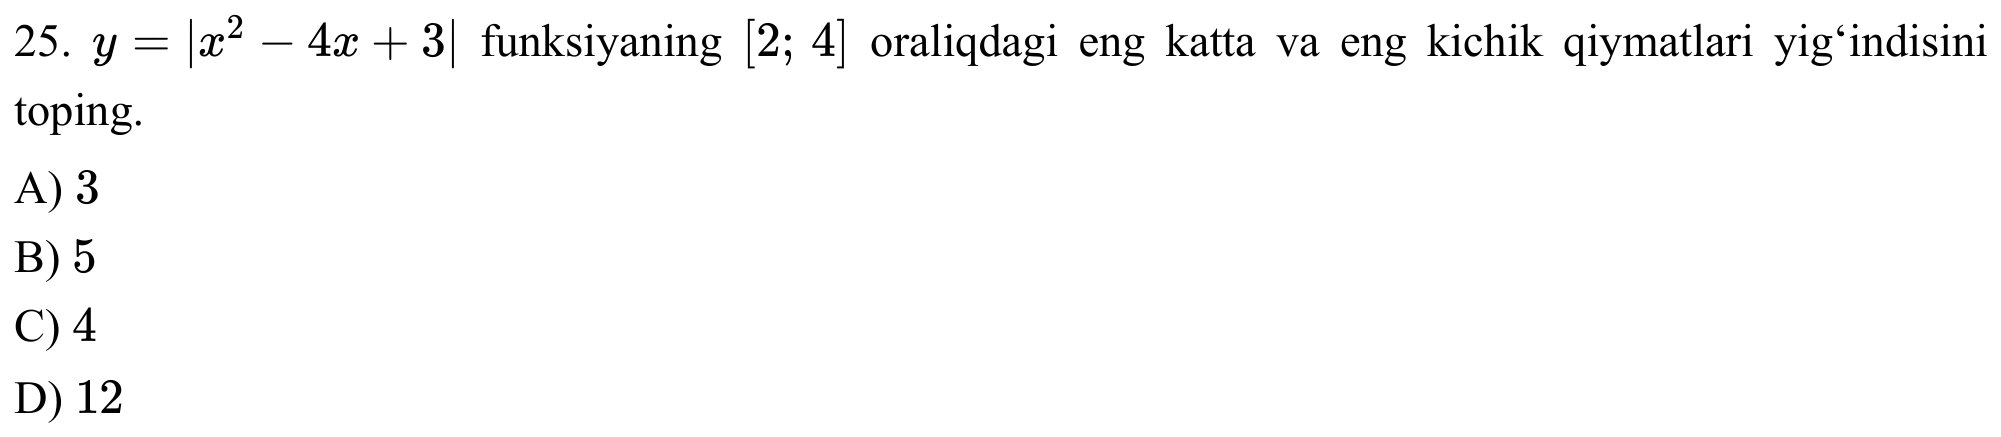 25. y = |x² − 4x + 3| funksiyaning [2; 4] oraliqdagi eng katta va eng kichik qiymatlari yig‘indisini
toping.
A) 3
B) 5
C) 4
D) 12